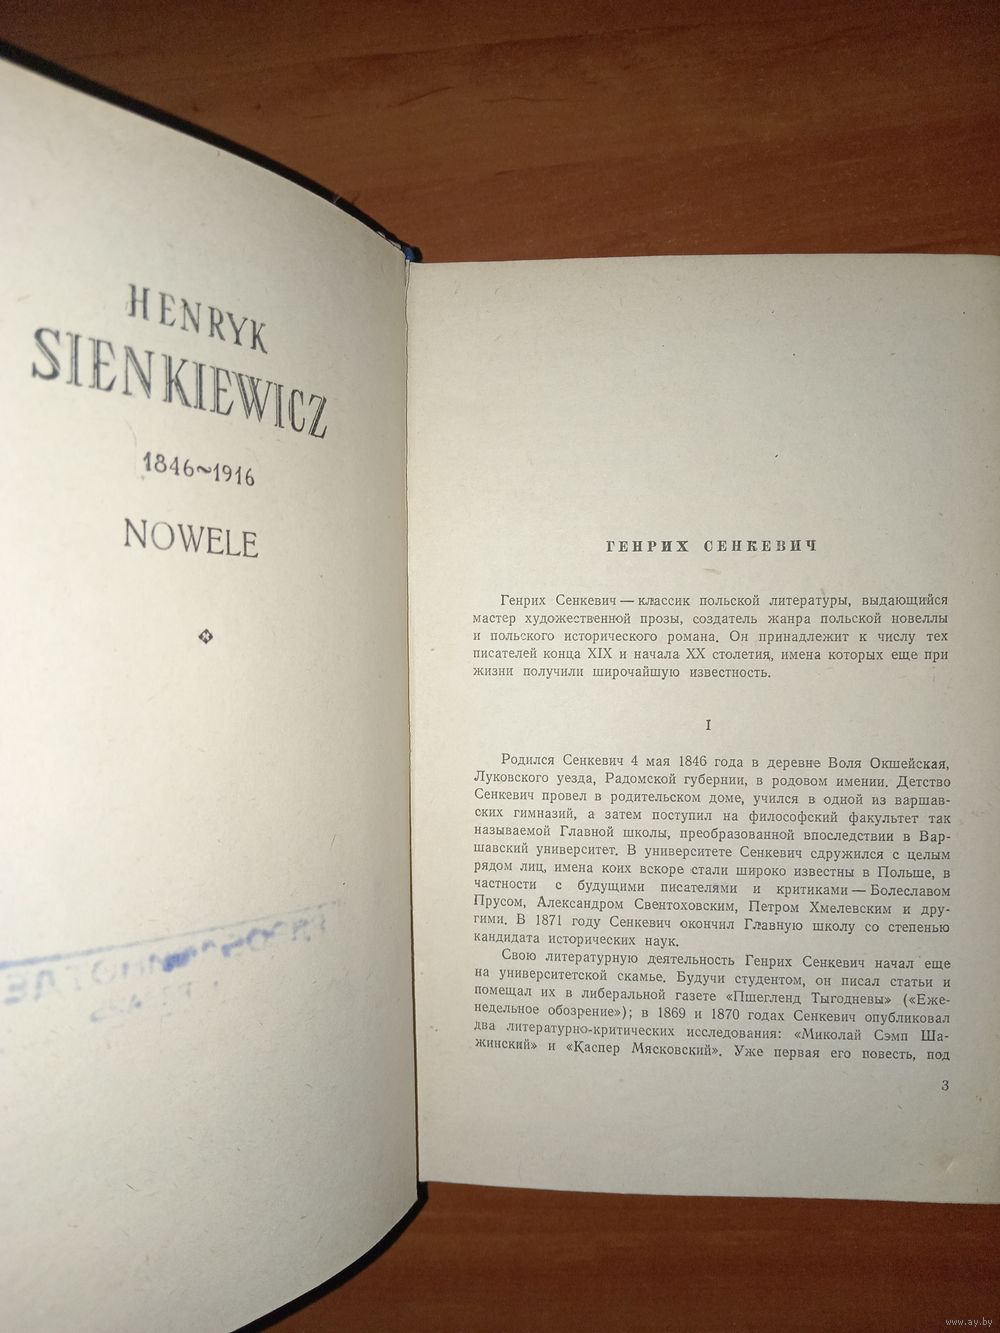 HENRYK
SIENKIEWICZ
1846~1916
NOWELE
ГЕНРИХ СЕНКЕВИЧ
Генрих Сенкевич — классик польской литературы, выдающийся
мастер художественной прозы, создатель жанра польской новеллы
и польского исторического романа. Он принадлежит к числу тех
писателей конца XIX и начала XX столетия, имена которых еще при
жизни получили широчайшую известность.
I
Родился Сенкевич 4 мая 1846 года в деревне Воля Окшейская,
Луковского уезда, Радомской губернии, в родовом имении. Детство
Сенкевич провел в родительском доме, учился в одной из варшав-
ских гимназий, а затем поступил на философский факультет так
называемой Главной школы, преобразованной впоследствии в Вар-
шавский университет. В университете Сенкевич сдружился с целым
рядом лиц, имена коих вскоре стали широко известны в Польше, в
частности с будущими писателями и критиками — Болеславом
Прусом, Александром Свентоховским, Петром Хмелевским и дру-
гими. В 1871 году Сенкевич окончил Главную школу со степенью
кандидата исторических наук.
Свою литературную деятельность Генрих Сенкевич начал еще
на университетской скамье. Будучи студентом, он писал статьи и
помещал их в либеральной газете «Пшегленд Тыгодневы» («Еже-
недельное обозрение»); в 1869 и 1870 годах Сенкевич опубликовал
два литературно-критических исследования: «Миколай Сэмп Ша-
жинский» и «Каспер Мясковский». Уже первая его повесть, под
3
www.ay.by